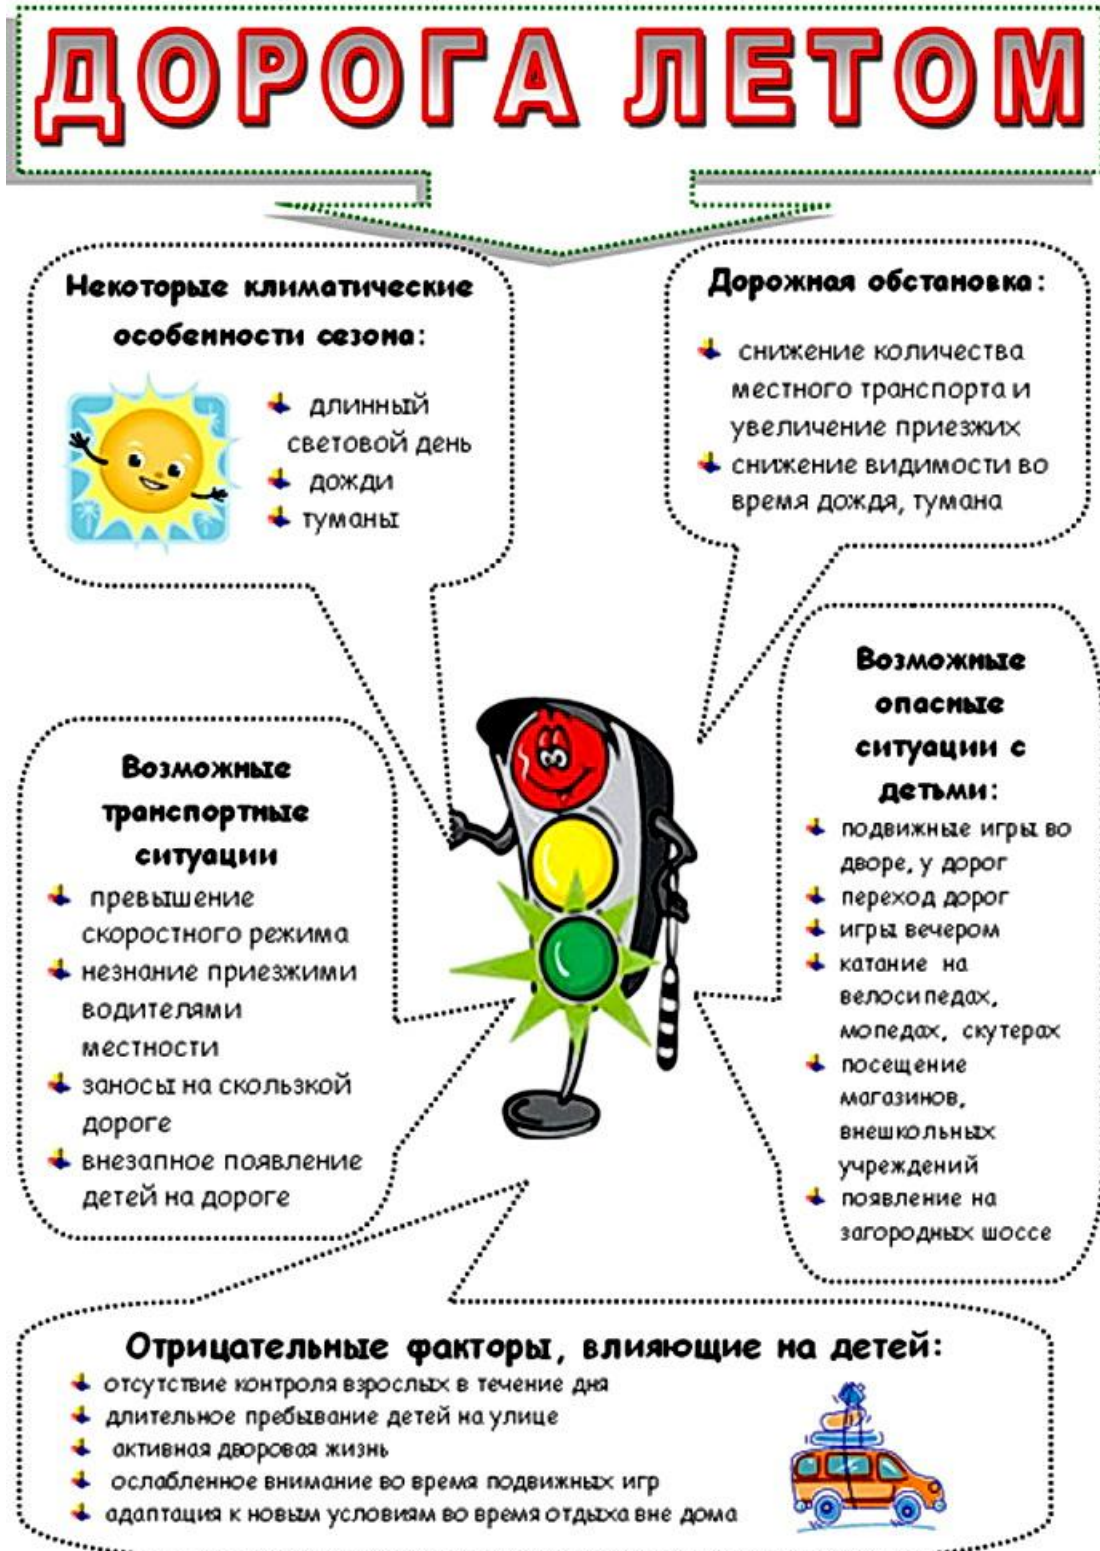 ДОРОГА ЛЕТОМ
Некоторые климатические
особенности сезона:
длинный
световой день
дожди
туманы
Дорожная обстановка:
снижение количества
местного транспорта и
увеличение приезжих
снижение видимости во
время дождя, тумана
Возможные
транспортные
ситуации
превышение
скоростного режима
незнание приезжими
водителями
местности
заносы на скользкой
дороге
внезапное появление
детей на дороге
Возможные
опасные
ситуации с
детьми:
подвижные игры во
дворе, у дорог
переход дорог
игры вечером
катание на
велосипедах,
мопедах, скутерах
посещение
магазинов,
внешкольных
учреждений
появление на
загородных шоссе
Отрицательные факторы, влияющие на детей:
отсутствие контроля взрослых в течение дня
длительное пребывание детей на улице
активная дворовая жизнь
ослабленное внимание во время подвижных игр
адаптация к новым условиям во время отдыха вне дома